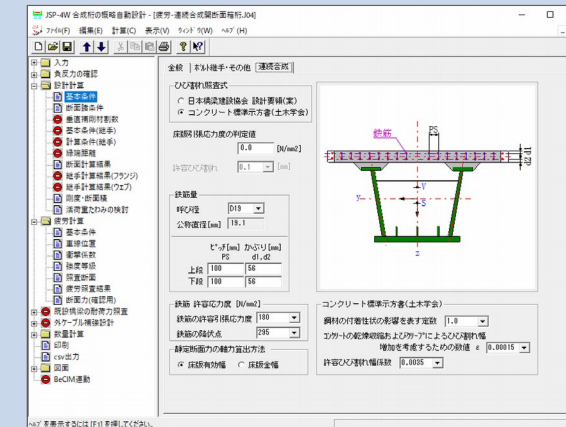 JSP-4W 合成桁の概略自動設計 - [疲労-連続合成開断面箱桁.J04]
ファイル(F) 編集(E) 計算(C) 表示(V) ウィンドウ(W) ヘルプ(H)
入力
負反力の確認
設計計算
基本条件
断面諸条件
垂直補剛材割数
基本条件(継手)
計算条件(継手)
縁端距離
断面計算結果
継手計算結果(フランジ)
継手計算結果(ウェブ)
剛度・断面積
活荷重たわみの検討
疲労計算
基本条件
車線位置
衝撃係数
強度等級
照査断面
疲労照査結果
断面力(確認用)
既設橋梁の耐荷力照査
外ケーブル補強設計
数量計算
印刷
csv出力
図面
BeCIM連動
全般 ボルト継手・その他 連続合成
ひび割れ照査式
日本橋梁建設協会 設計要領(案)
コンクリート標準示方書(土木学会)
床版引張応力度の判定値
0.0 [N/mm2]
許容ひび割れ 0.1 [mm]
鉄筋量
呼び径 D19
公称直径[mm] 19.1
ピッチ[mm] かぶり[mm]
PS d1,d2
上段 100 56
下段 100 56
鉄筋 許容応力度 [N/mm2]
鉄筋の許容引張応力度 180
鉄筋の降伏点 295
静定断面力の軸力算出方法
床版有効幅 床版全幅
鉄筋
PS
d1
d2
y
V
S
z
コンクリート標準示方書(土木学会)
鋼材の付着性状の影響を表す定数 1.0
コンクリートの乾燥収縮およびクリープによるひび割れ幅
増加を考慮するための数値 ε 0.00015
許容ひび割れ幅係数 0.0035
ヘルプを表示するには [F1] を押してください。